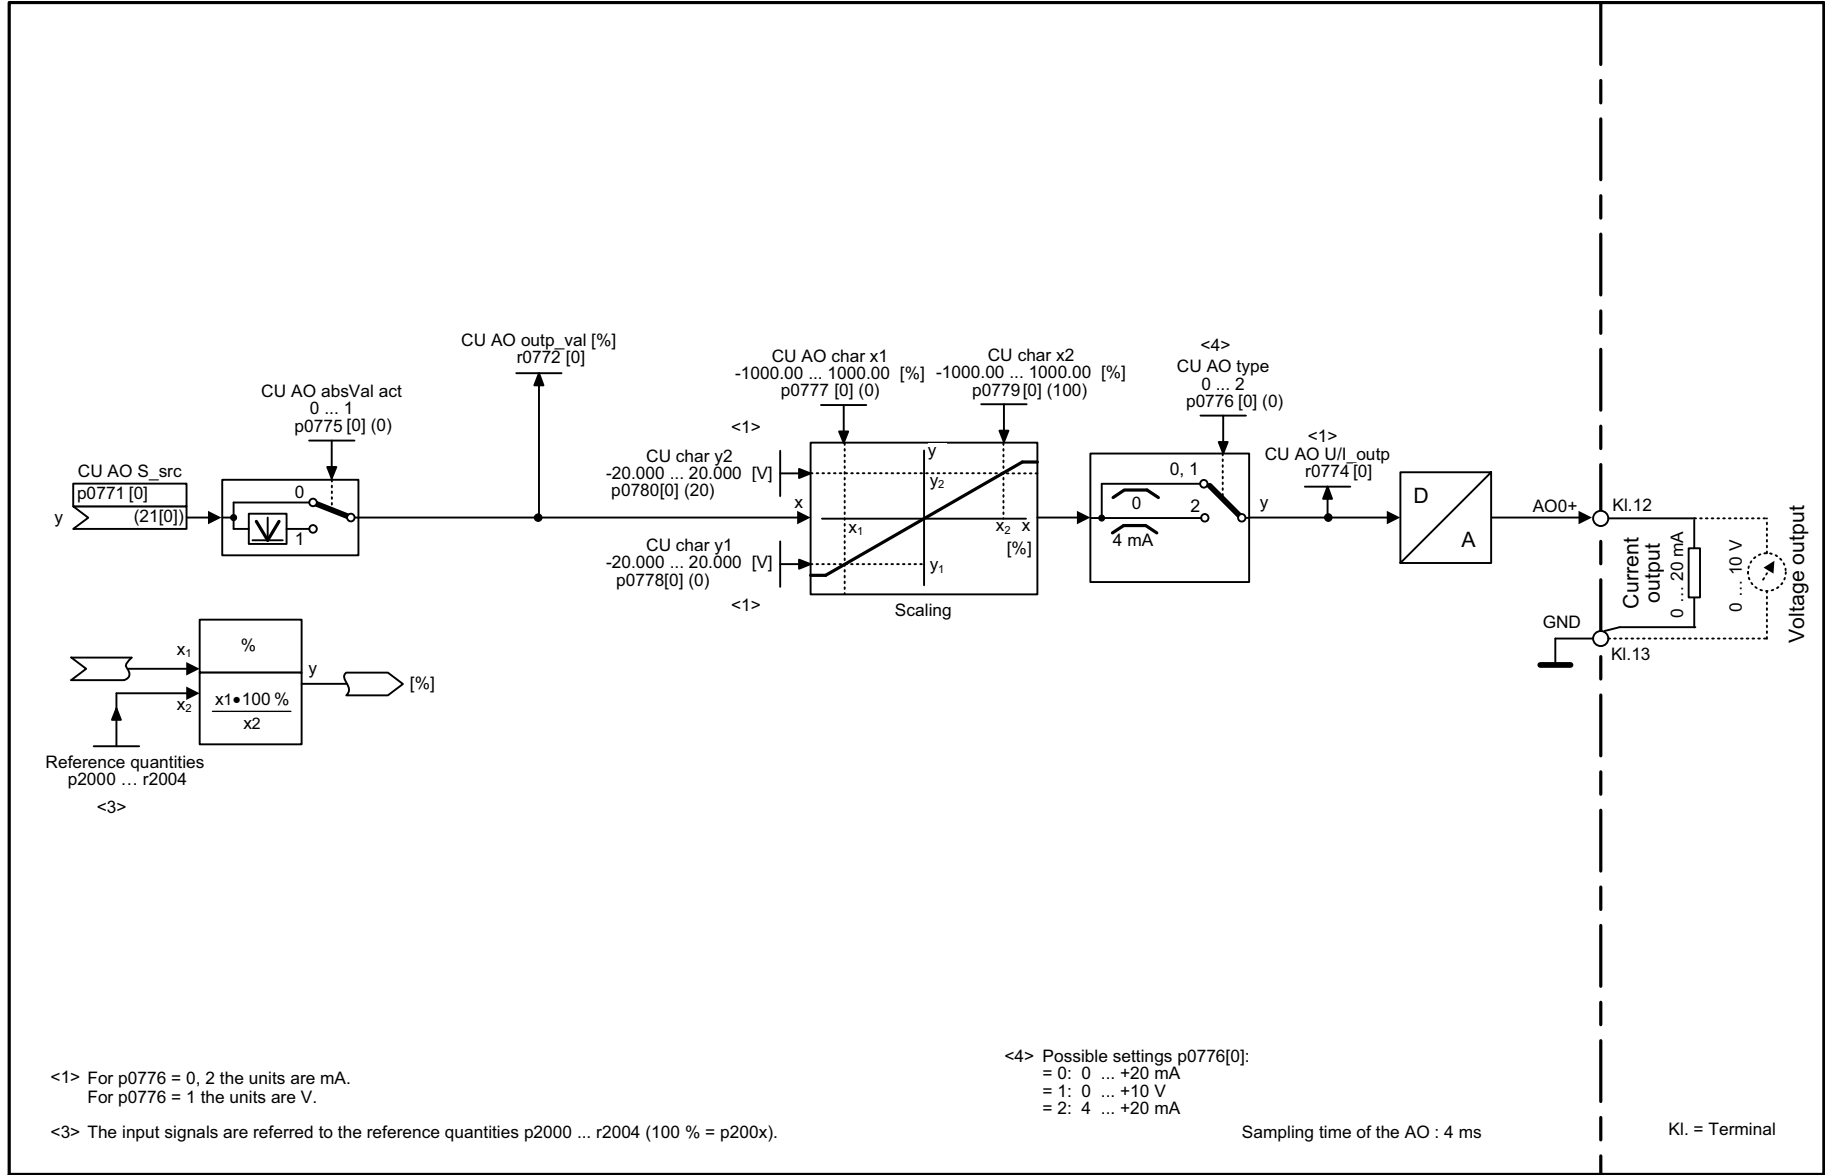 CU AO outp_val [%]
r0772 [0]
CU AO absVal act
0 ... 1
p0775 [0] (0)
CU AO S_src
p0771 [0]
(21[0])
y
0
1
CU AO char x1
-1000.00 ... 1000.00 [%]
p0777 [0] (0)
CU char x2
-1000.00 ... 1000.00 [%]
p0779 [0] (100)
<1>
CU char y2
-20.000 ... 20.000 [V]
p0780[0] (20)
x
CU char y1
-20.000 ... 20.000 [V]
p0778[0] (0)
<1>
y
y2
x1
x2
x
[%]
y1
Scaling
<4>
CU AO type
0 ... 2
p0776 [0] (0)
0, 1
0
2
4 mA
y
<1>
CU AO U/I_outp
r0774 [0]
D
A
AO0+
Kl.12
Current output
0 ... 20 mA
0 ... 10 V
Voltage output
GND
Kl.13
x1
%
y
[%]
x2
x1•100 %
x2
Reference quantities
p2000 ... r2004
<3>
<1> For p0776 = 0, 2 the units are mA.
For p0776 = 1 the units are V.
<3> The input signals are referred to the reference quantities p2000 ... r2004 (100 % = p200x).
<4> Possible settings p0776[0]:
= 0: 0 ... +20 mA
= 1: 0 ... +10 V
= 2: 4 ... +20 mA
Sampling time of the AO : 4 ms
Kl. = Terminal